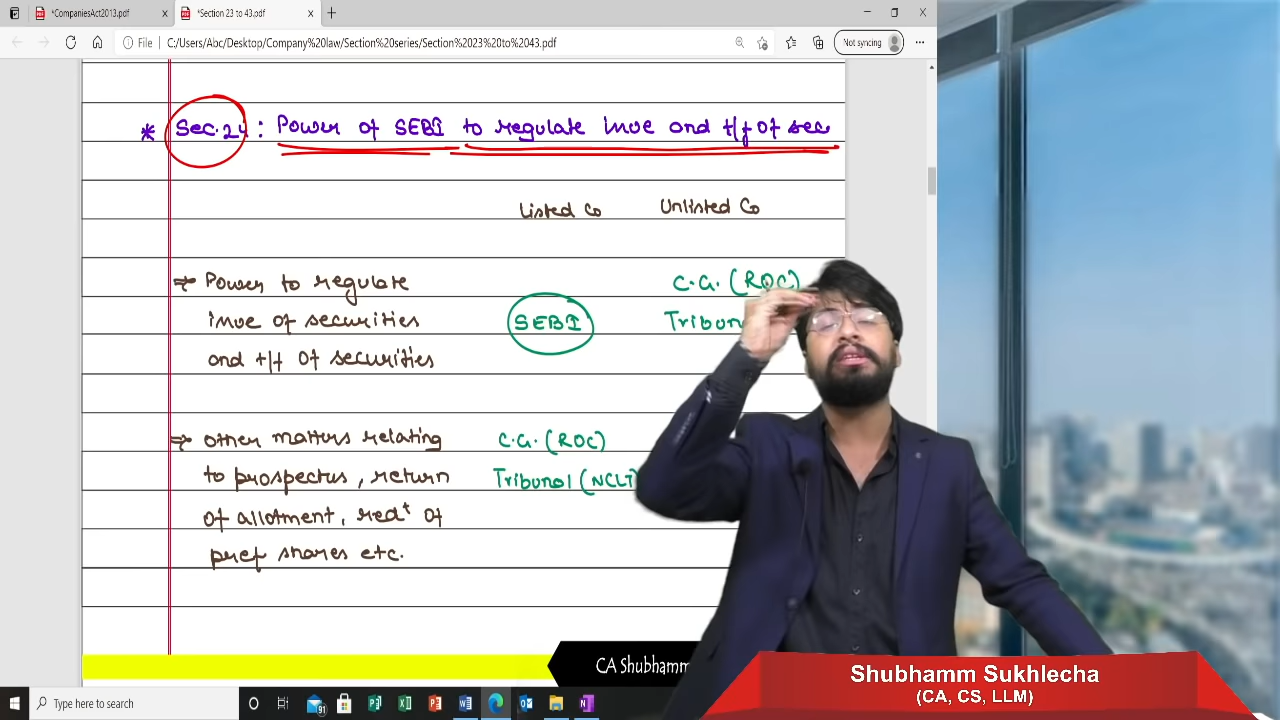 *CompaniesAct2013.pdf
*Section 23 to 43.pdf
File
C:/Users/Abc/Desktop/Company%20law/Section%20series/Section%2023%20to%2043.pdf
Not syncing
* Sec.24 : Power of SEBI to regulate issue and t/f of sec
Listed Co Unlisted Co
⇒ Power to regulate
issue of securities
and t/f of securities
SEBI
C.G. (ROC)
⇒ Other matters relating
to prospectus, return
of allotment, redt of
pref shares etc.
C.G. (ROC)
Tribunal (NCLT)
CA Shubhamm
Shubhamm Sukhlecha
(CA, CS, LLM)
Type here to search
91